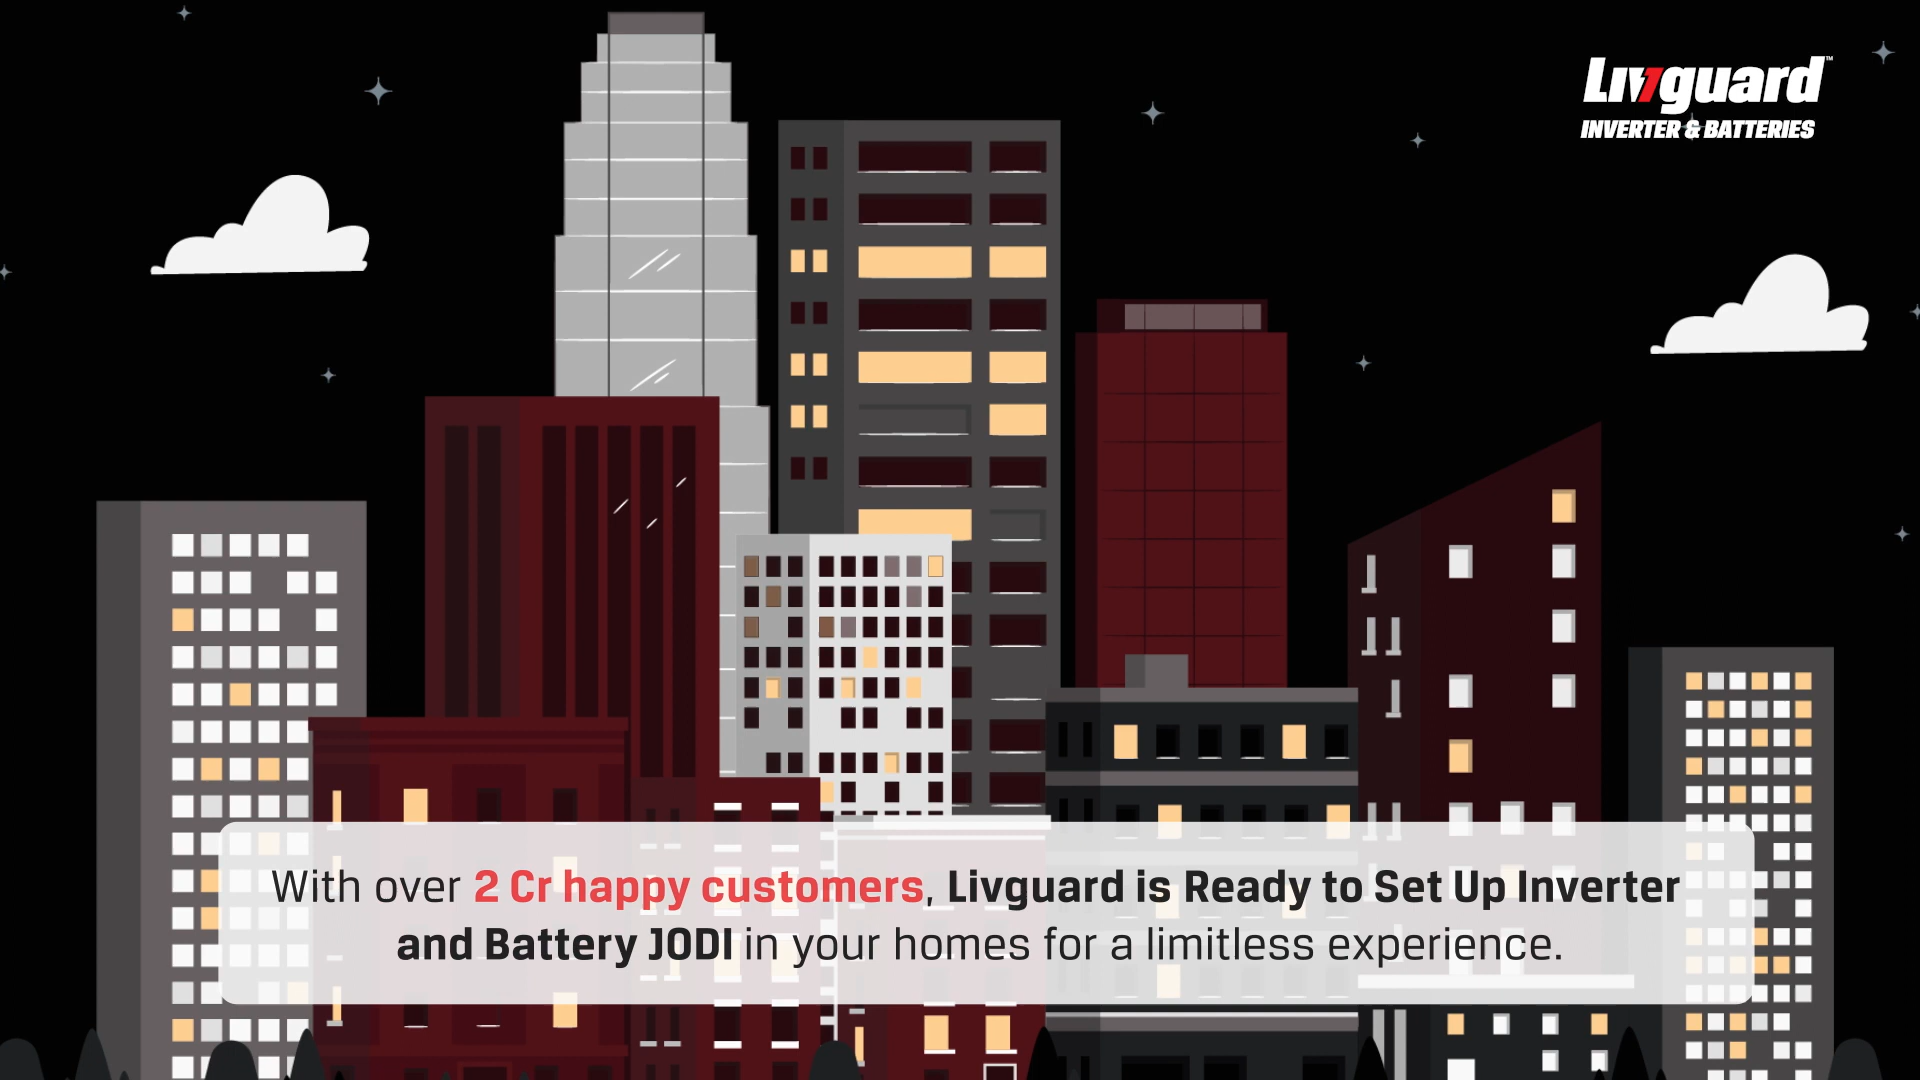 Livguard™
INVERTER & BATTERIES
With over 2 Cr happy customers, Livguard is Ready to Set Up Inverter
and Battery JODI in your homes for a limitless experience.